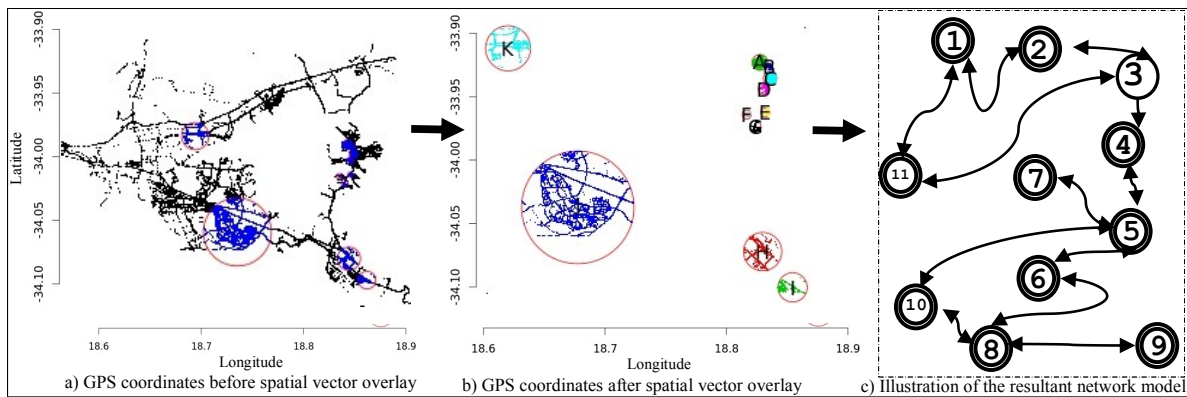 -33.90
-33.95
-34.00
-34.05
-34.10
Latitude
18.6
18.7
18.8
18.9
Longitude
a) GPS coordinates before spatial vector overlay
-33.90
-33.95
-34.00
-34.05
-34.10
K
A
D
F
E
H
I
18.6
18.7
18.8
18.9
Longitude
b) GPS coordinates after spatial vector overlay
1
2
3
4
11
7
5
6
10
8
9
c) Illustration of the resultant network model